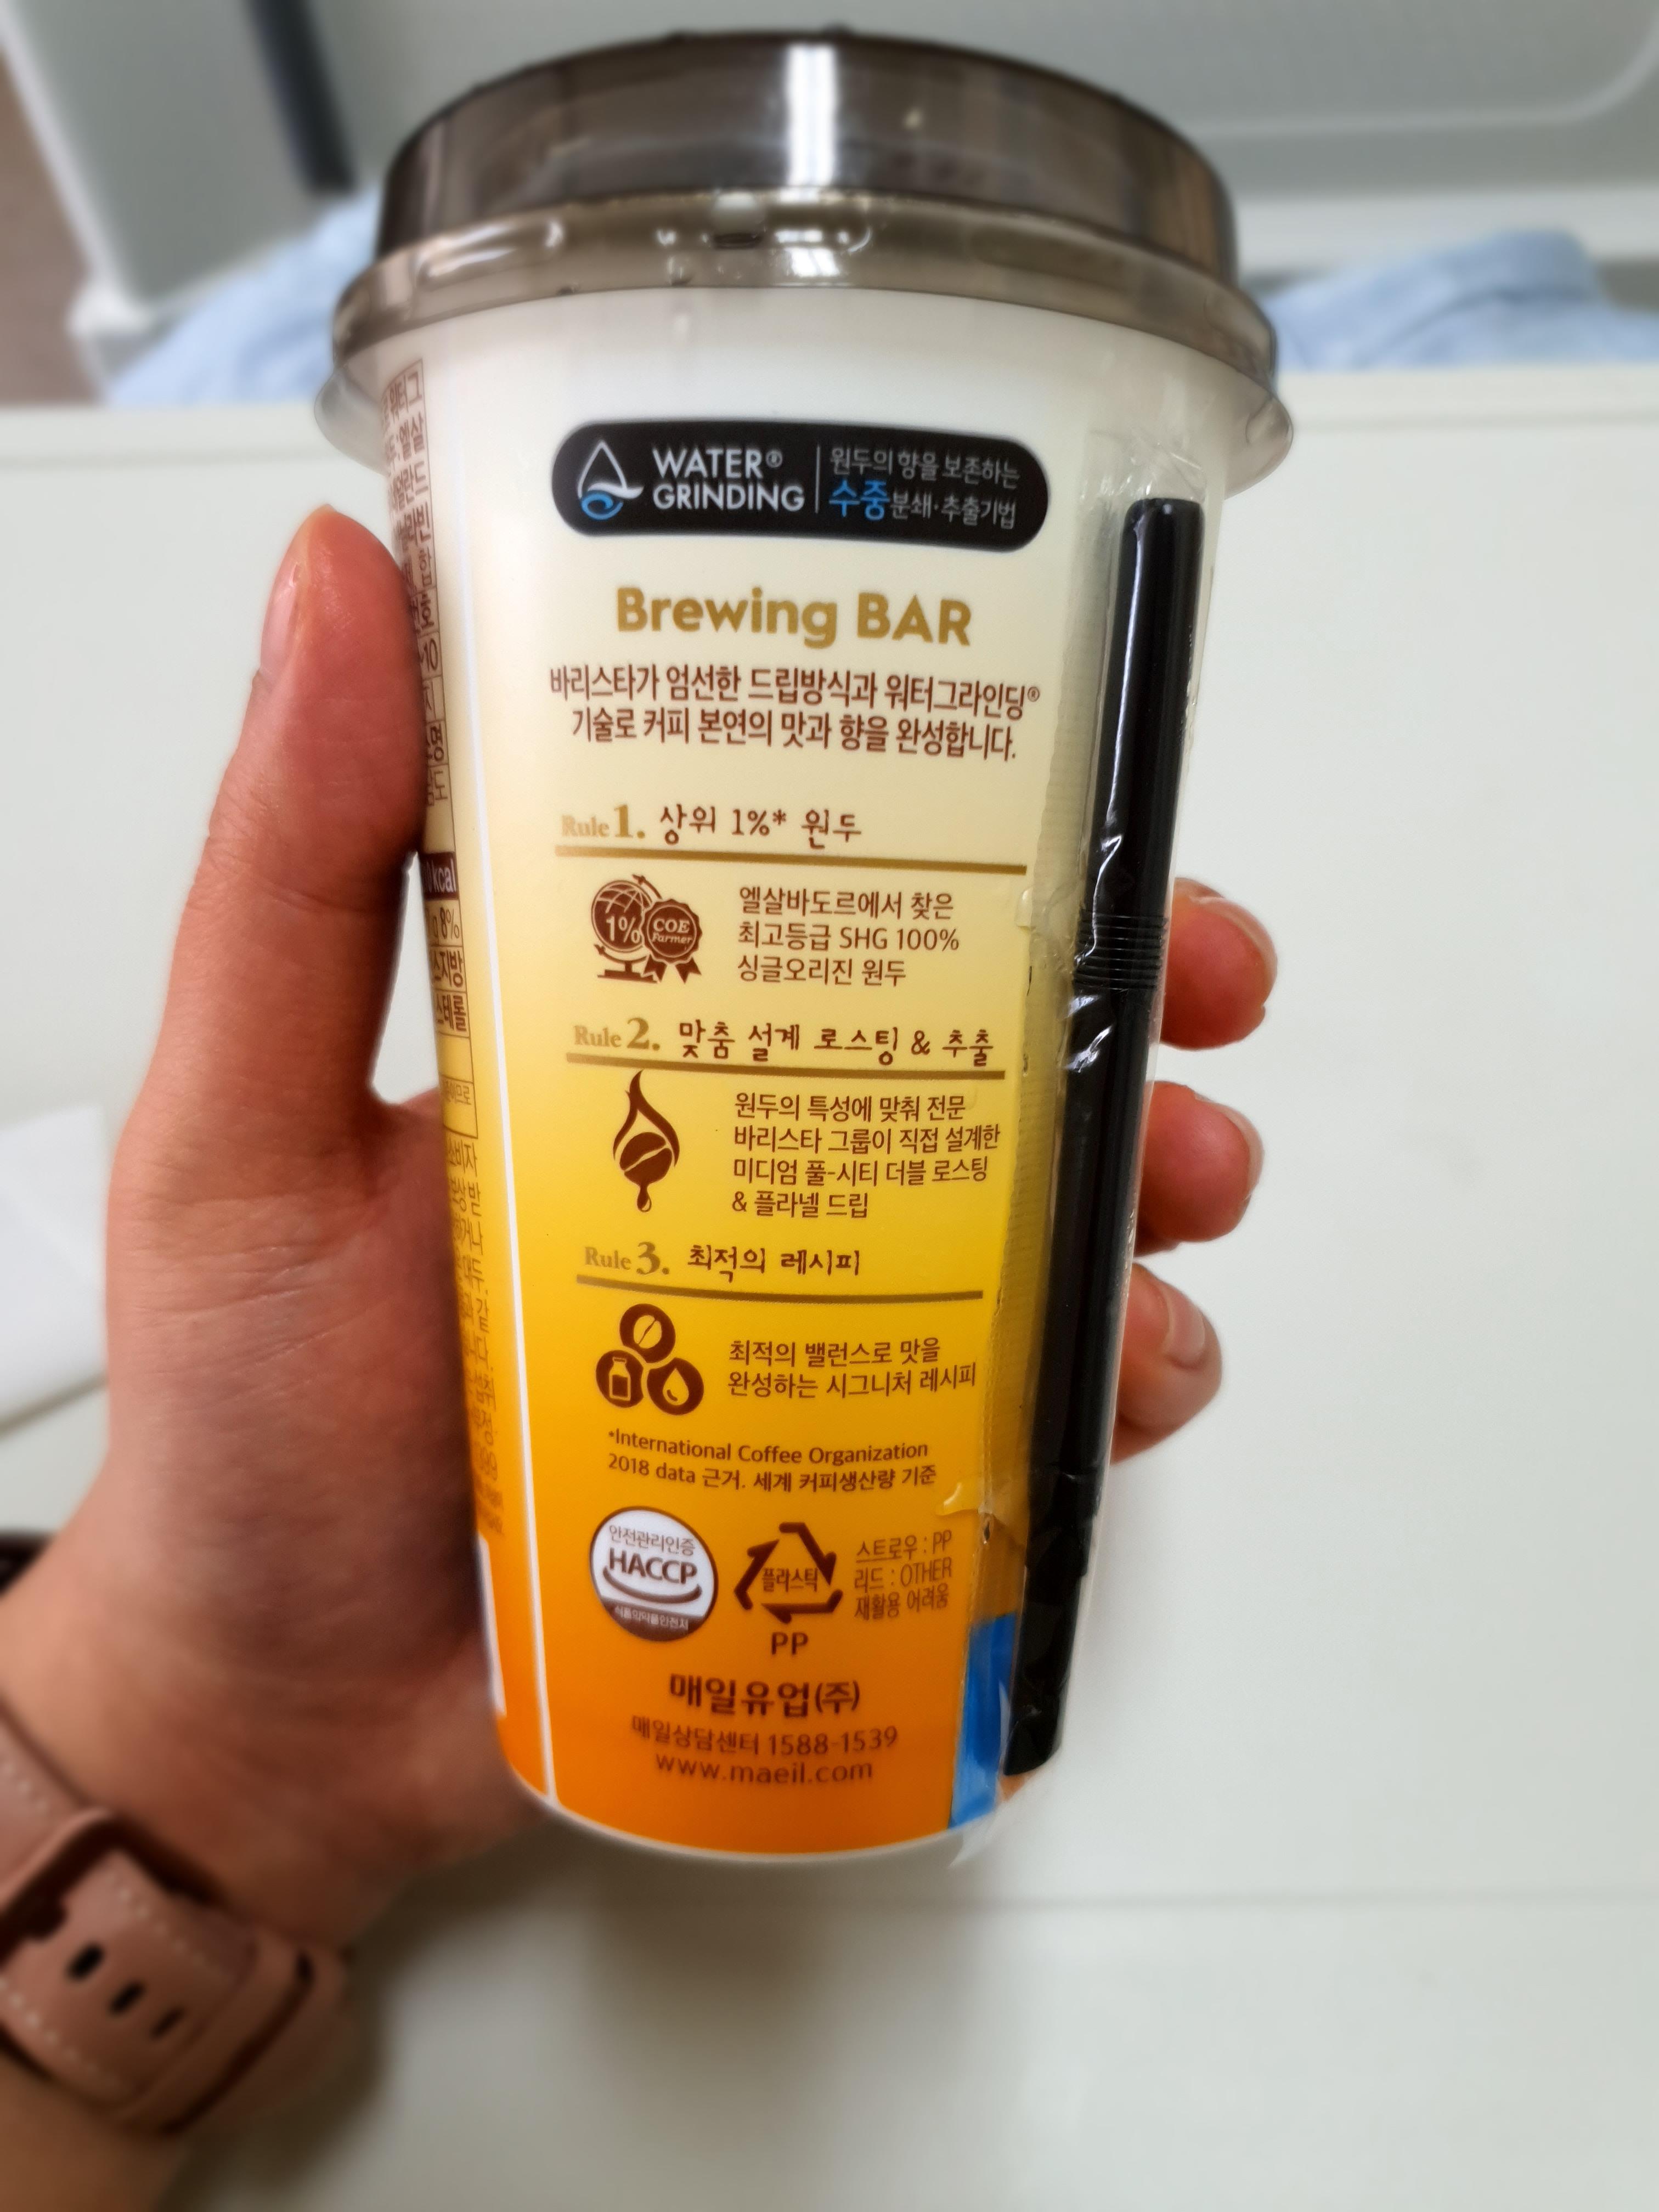 WATER®
GRINDING
원두의 향을 보존하는
수중분쇄·추출기법
Brewing BAR
바리스타가 엄선한 드립방식과 워터그라인딩®
기술로 커피 본연의 맛과 향을 완성합니다.
Rule 1. 상위 1%* 원두
1%
COE
Farmer
엘살바도르에서 찾은
최고등급 SHG 100%
싱글오리진 원두
Rule 2. 맞춤 설계 로스팅 & 추출
원두의 특성에 맞춰 전문
바리스타 그룹이 직접 설계한
미디엄 풀-시티 더블 로스팅
& 플라넬 드립
Rule 3. 최적의 레시피
최적의 밸런스로 맛을
완성하는 시그니처 레시피
*International Coffee Organization
2018 data 근거. 세계 커피생산량 기준
안전관리인증
HACCP
식품의약품안전처
플라스틱
PP
스트로우 : PP
리드 : OTHER
재활용 어려움
매일유업(주)
매일상담센터 1588-1539
www.maeil.com
kcal
8%